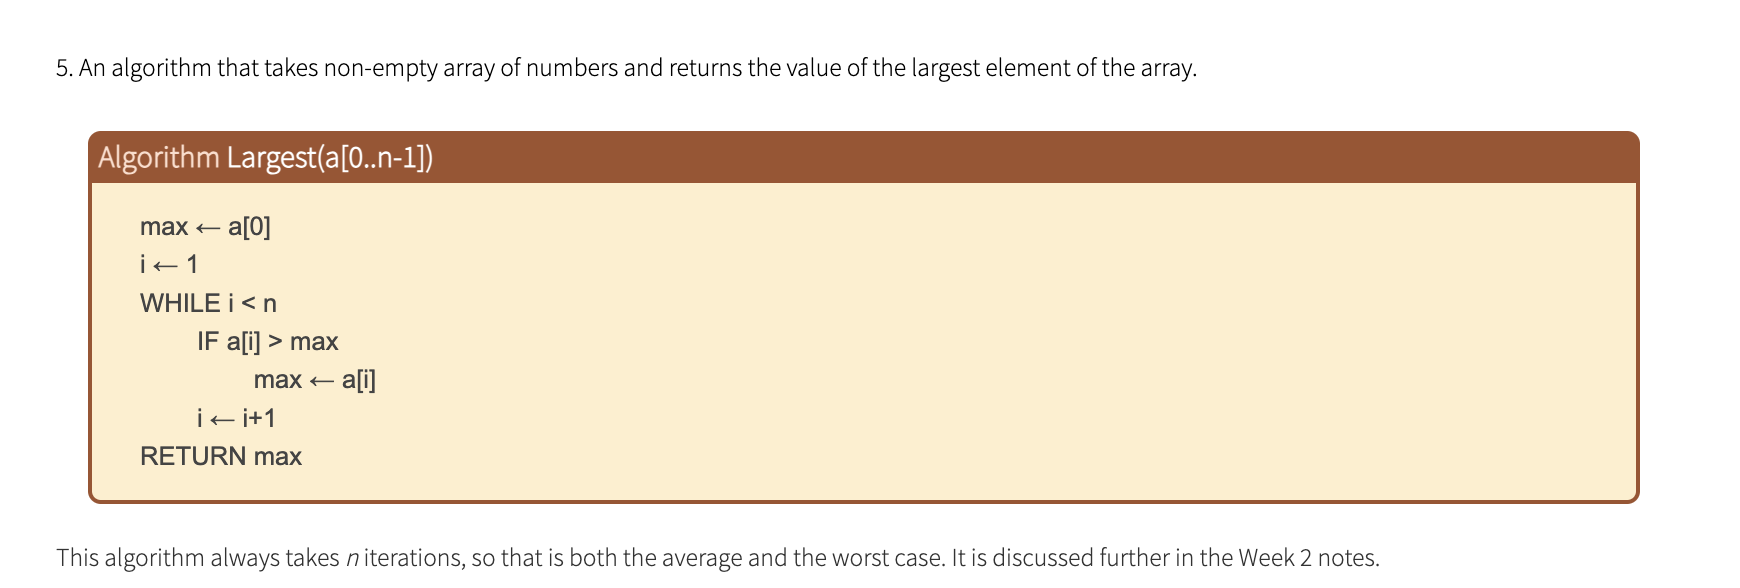 5. An algorithm that takes non-empty array of numbers and returns the value of the largest element of the array.
Algorithm Largest(a[0..n-1])
max ← a[0]
i ← 1
WHILE i < n
IF a[i] > max
max ← a[i]
i ← i+1
RETURN max
This algorithm always takes n iterations, so that is both the average and the worst case. It is discussed further in the Week 2 notes.